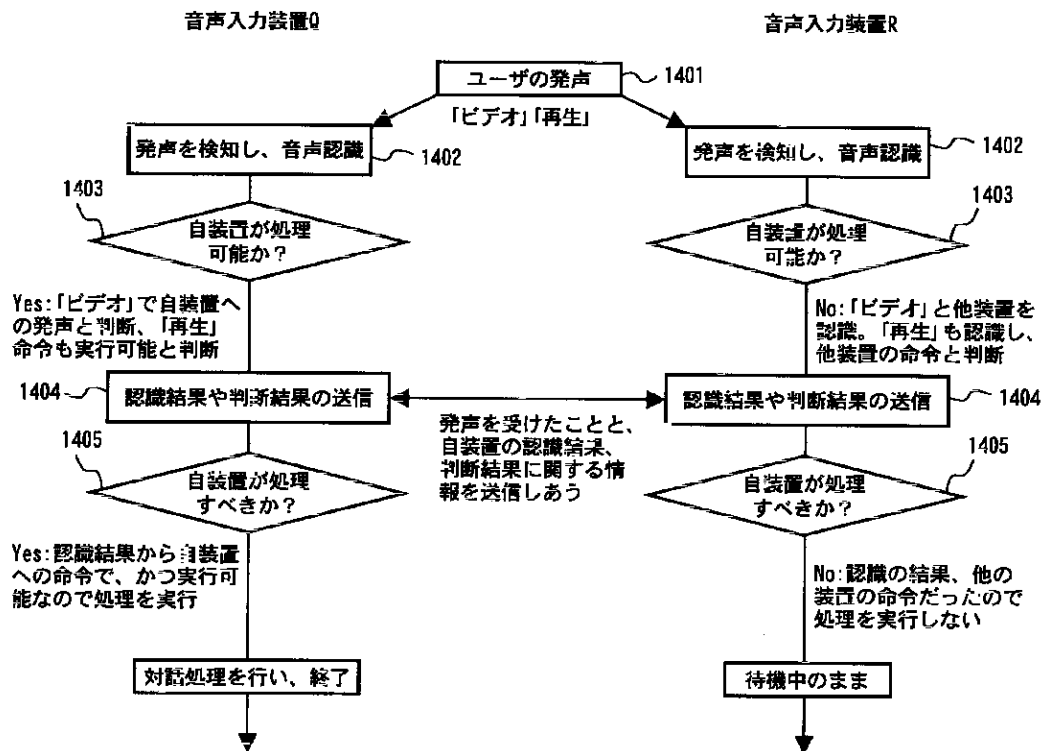 音声入力装置Q
音声入力装置R
ユーザの発声
1401
「ビデオ」「再生」
発声を検知し、音声認識
1402
発声を検知し、音声認識
1402
1403
自装置が処理
可能か？
1403
自装置が処理
可能か？
Yes:「ビデオ」で自装置へ
の発声と判断、「再生」
命令も実行可能と判断
No:「ビデオ」と他装置を
認識。「再生」も認識し、
他装置の命令と判断
1404
認識結果や判断結果の送信
認識結果や判断結果の送信
1404
発声を受けたことと、
自装置の認識結果、
判断結果に関する情
報を送信しあう
1405
自装置が処理
すべきか？
1405
自装置が処理
すべきか？
Yes:認識結果から自装置
への命令で、かつ実行可
能なので処理を実行
No:認識の結果、他の
装置の命令だったので
処理を実行しない
対話処理を行い、終了
待機中のまま